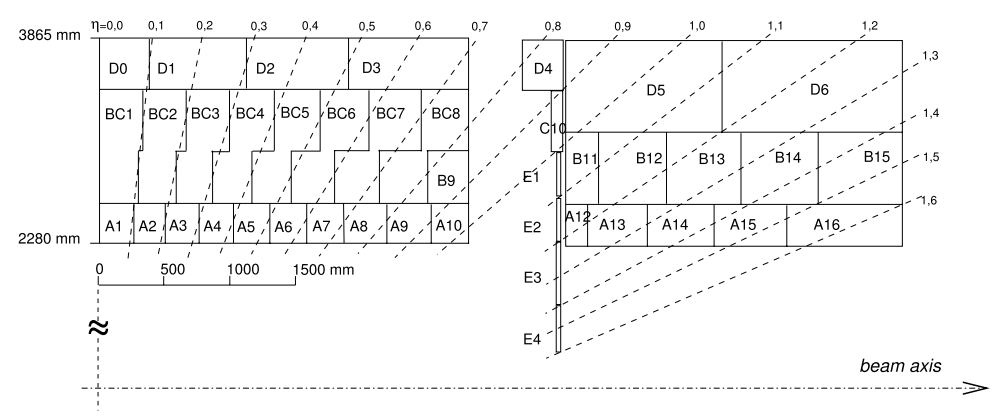 η=0,0 0,1 0,2 0,3 0,4 0,5 0,6 0,7 0,8 0,9 1,0 1,1 1,2
3865 mm
1,3
D0 D1 D2 D3 D4 D5 D6
BC1 BC2 BC3 BC4 BC5 BC6 BC7 BC8
1,4
C10
B11 B12 B13 B14 B15
1,5
B9 E1
1,6
A12 A13 A14 A15 A16
A1 A2 A3 A4 A5 A6 A7 A8 A9 A10 E2
2280 mm
0 500 1000 1500 mm
E3
≈
E4
beam axis